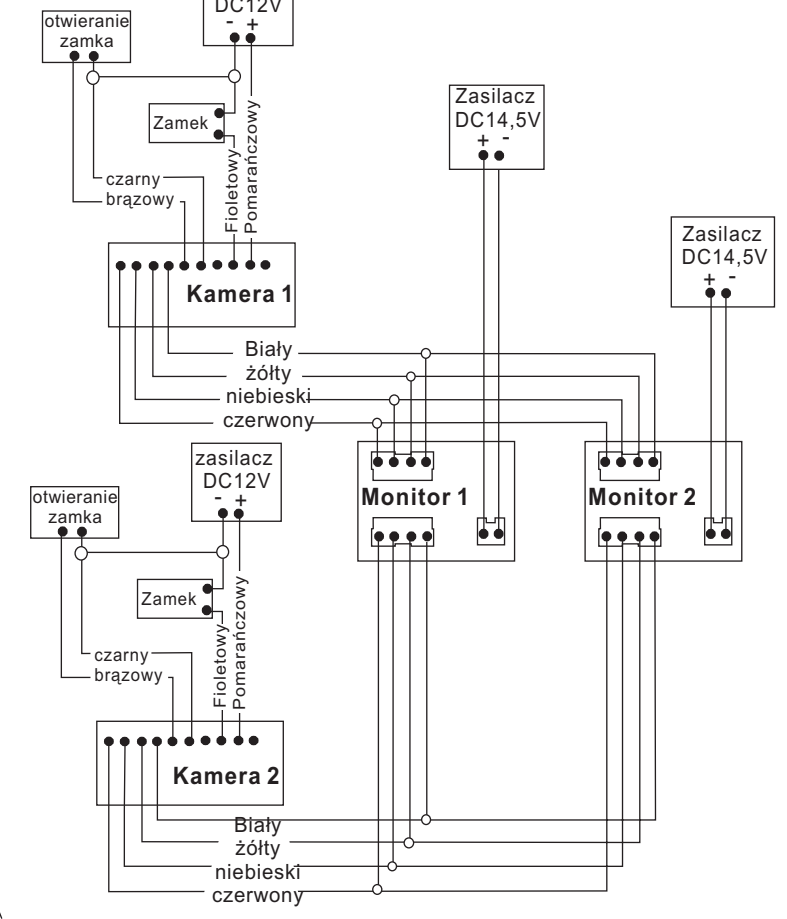 DC12V
- +
otwieranie
zamka
Zamek
Fioletowy
Pomarańczowy
czarny
brązowy
Kamera 1
Zasilacz
DC14,5V
+ -
Zasilacz
DC14,5V
+ -
Biały
żółty
niebieski
czerwony
Monitor 1
Monitor 2
zasilacz
DC12V
- +
otwieranie
zamka
Zamek
Fioletowy
Pomarańczowy
czarny
brązowy
Kamera 2
Biały
żółty
niebieski
czerwony